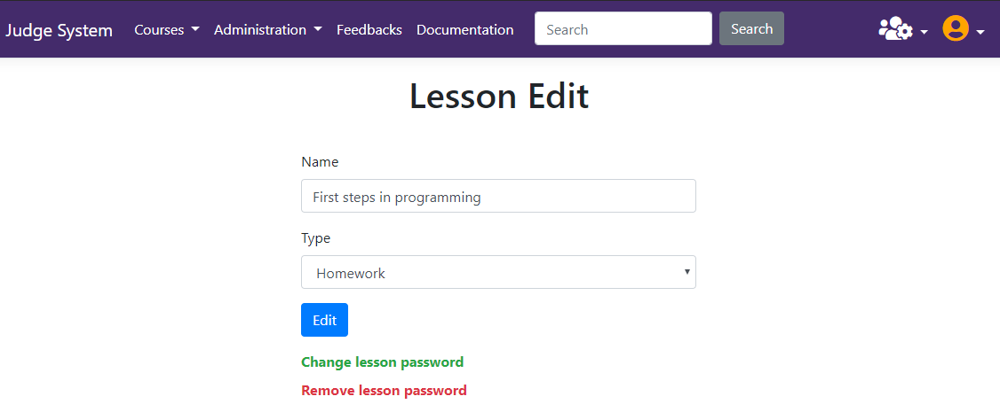 Judge System Courses Administration Feedbacks Documentation Search Search
Lesson Edit
Name
First steps in programming
Type
Homework
Edit
Change lesson password
Remove lesson password